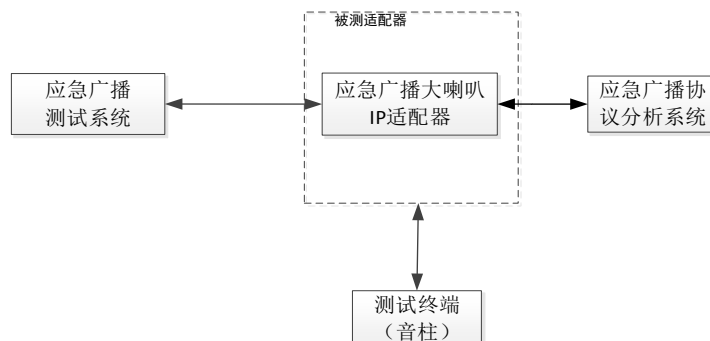 被测适配器
应急广播
测试系统
应急广播大喇叭
IP适配器
应急广播协
议分析系统
测试终端
（音柱）